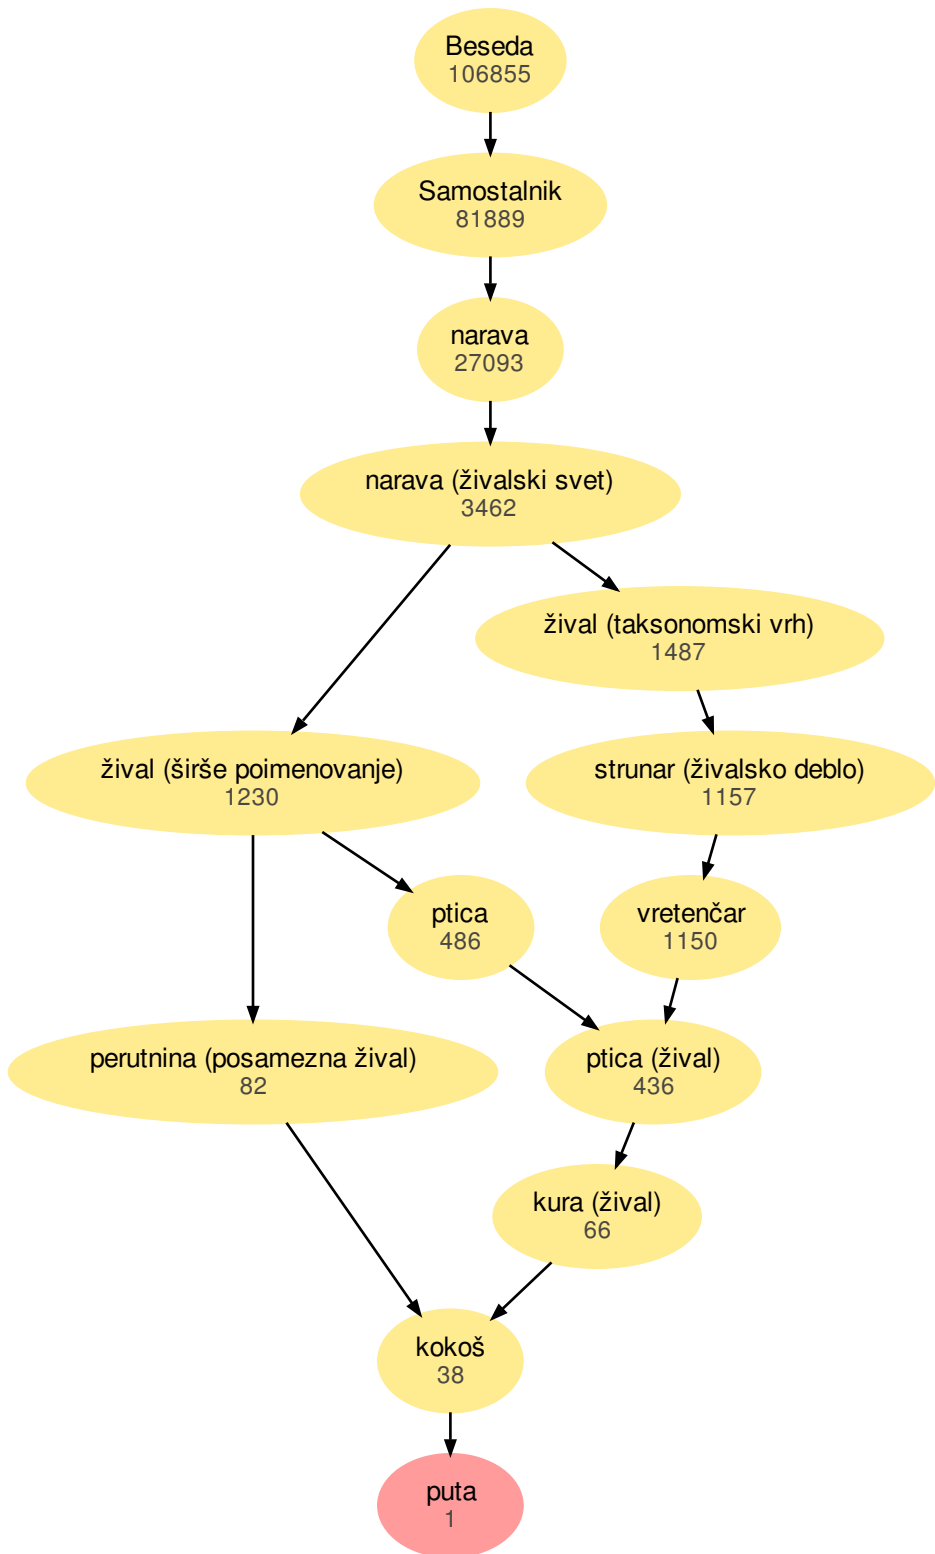 Beseda
106855
Samostalnik
81889
narava
27093
narava (živalski svet)
3462
žival (taksonomski vrh)
1487
žival (širše poimenovanje)
1230
strunar (živalsko deblo)
1157
ptica
486
vretenčar
1150
perutnina (posamezna žival)
82
ptica (žival)
436
kura (žival)
66
kokoš
38
puta
1